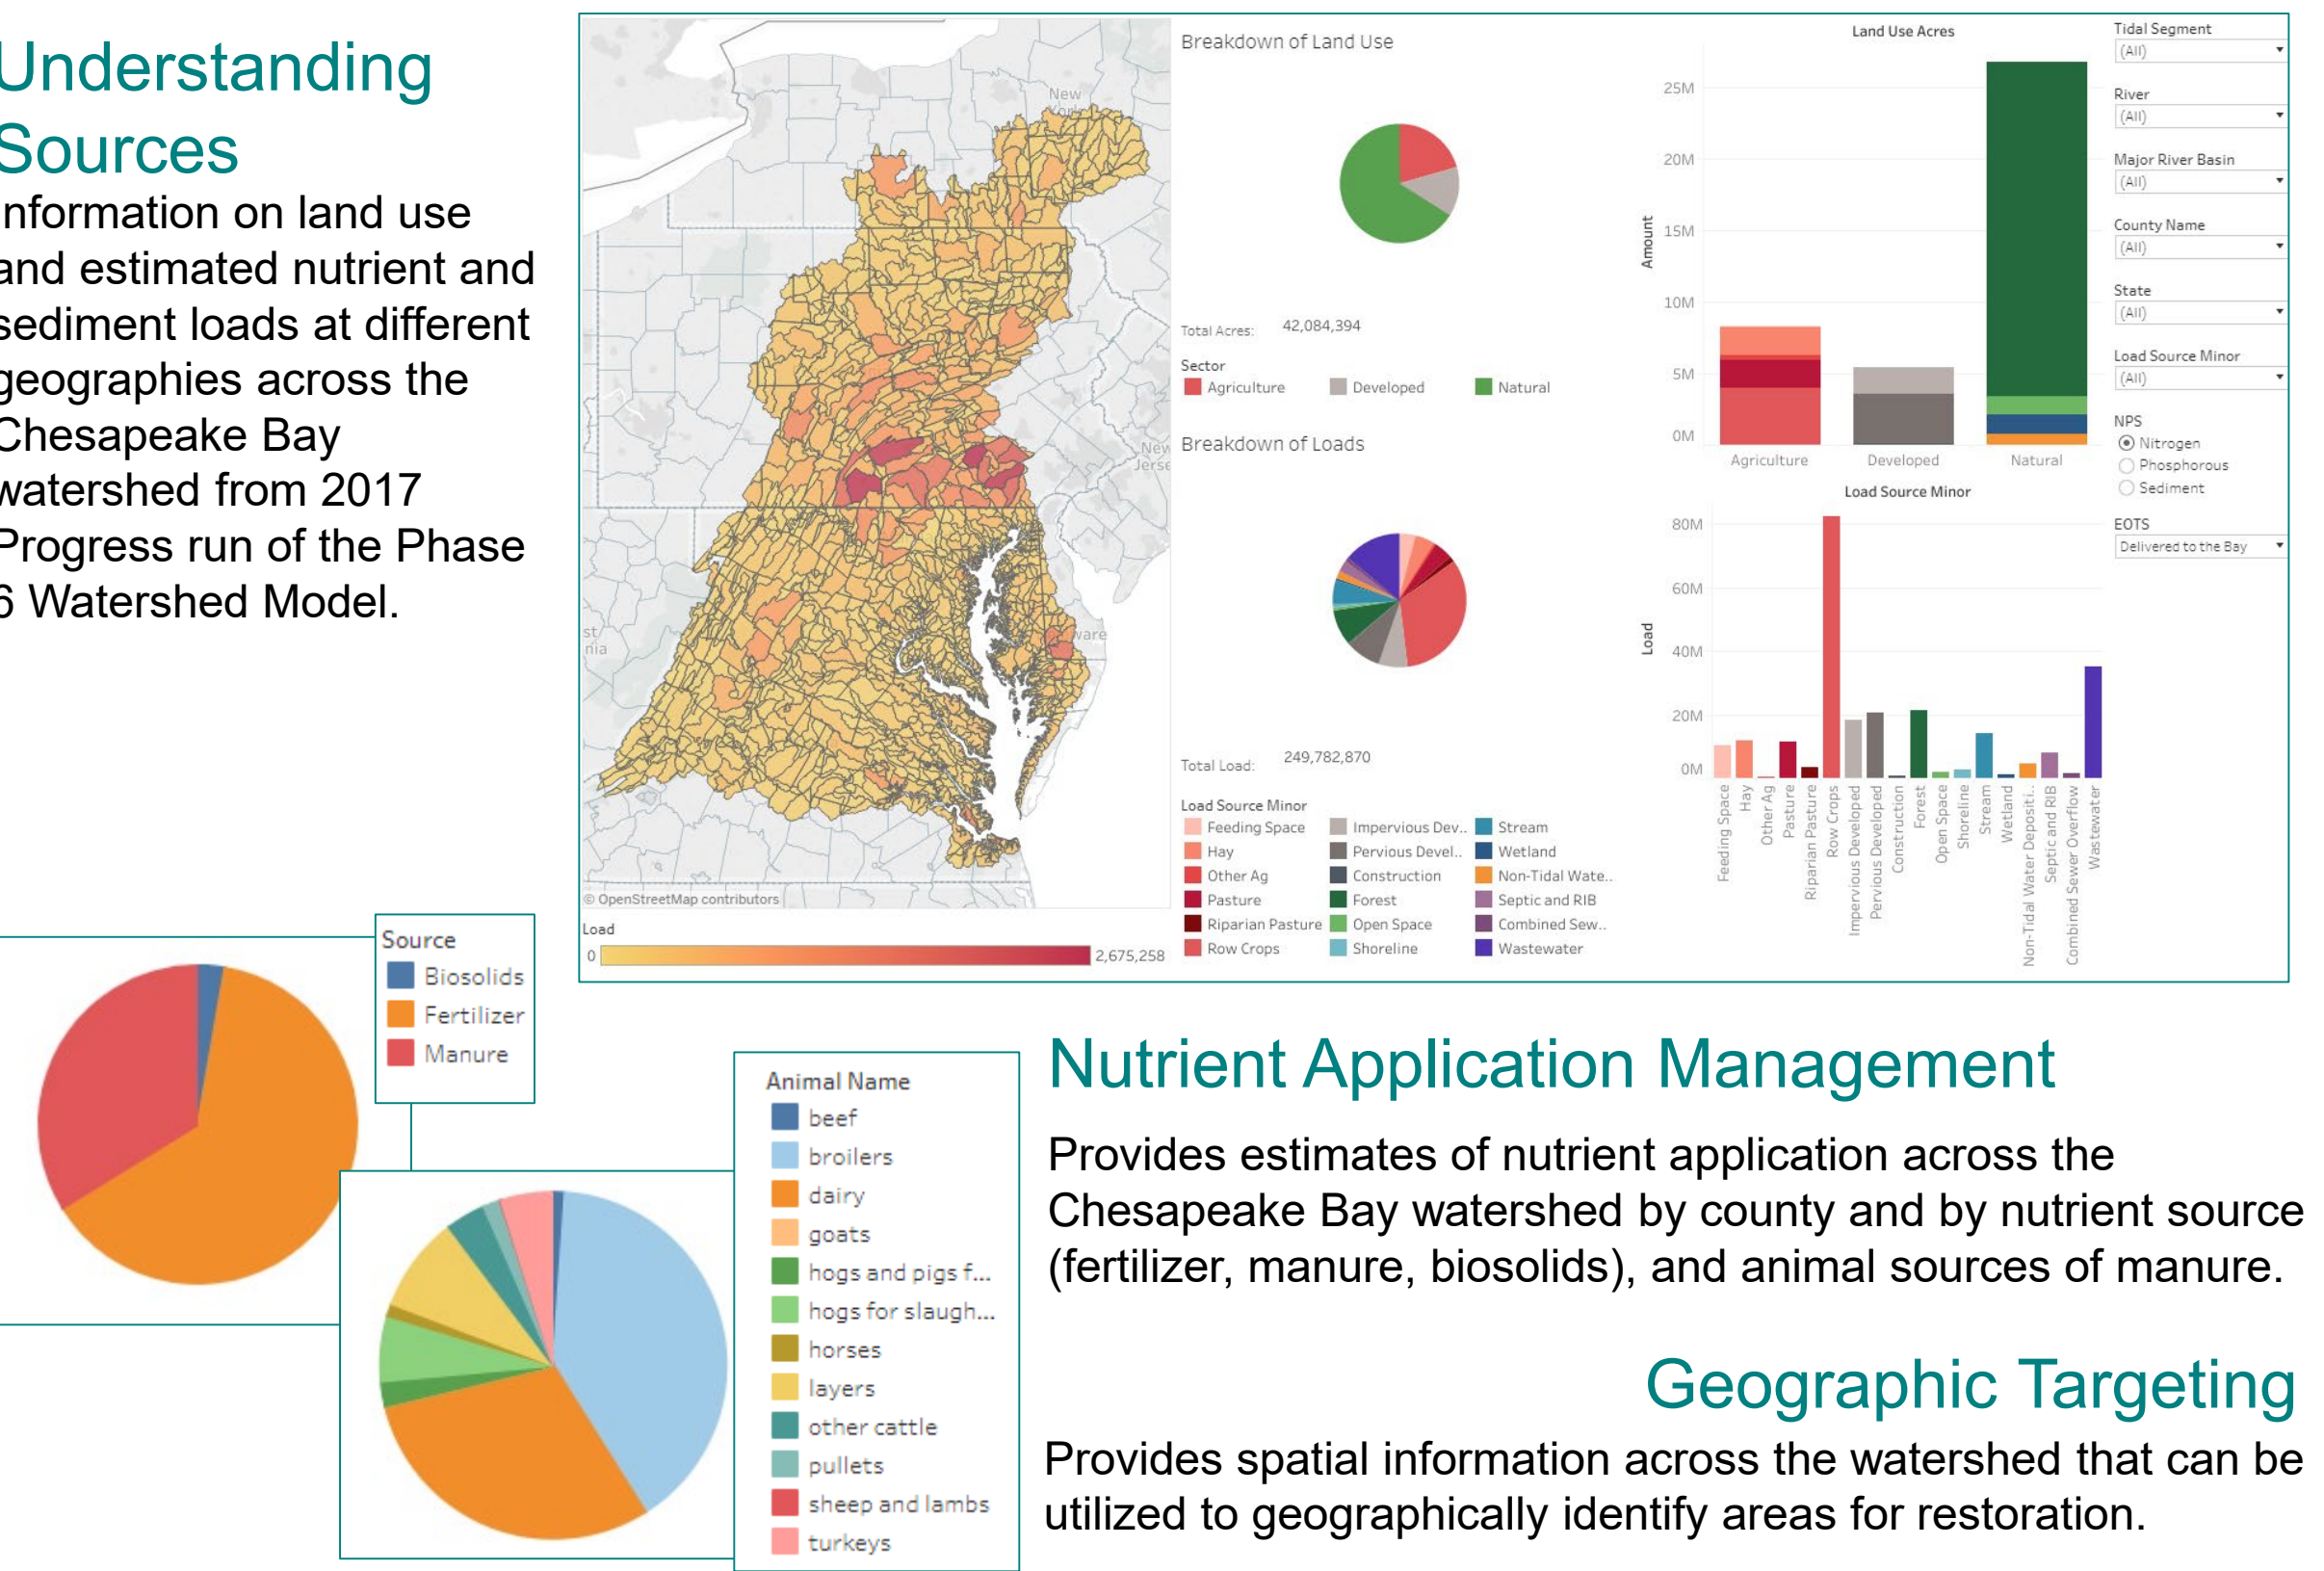 Understanding
Sources
Information on land use
and estimated nutrient and
sediment loads at different
geographies across the
Chesapeake Bay
watershed from 2017
Progress run of the Phase
6 Watershed Model.
New
York
New
Jerse
st
nia
ware
© OpenStreetMap contributors
Load
0
2,675,258
Breakdown of Land Use
Total Acres: 42,084,394
Sector
Agriculture
Developed
Natural
Breakdown of Loads
Total Load: 249,782,870
Load Source Minor
Feeding Space
Hay
Other Ag
Pasture
Riparian Pasture
Row Crops
Impervious Dev..
Pervious Devel..
Construction
Forest
Open Space
Shoreline
Stream
Wetland
Non-Tidal Wate..
Septic and RIB
Combined Sew..
Wastewater
Land Use Acres
Amount
25M
20M
15M
10M
5M
0M
Agriculture
Developed
Natural
Load Source Minor
Load
80M
60M
40M
20M
0M
Feeding Space
Hay
Other Ag
Pasture
Riparian Pasture
Row Crops
Impervious Developed
Pervious Developed
Construction
Forest
Open Space
Shoreline
Stream
Wetland
Non-Tidal Water Depositi..
Septic and RIB
Combined Sewer Overflow
Wastewater
Tidal Segment
(All)
River
(All)
Major River Basin
(All)
County Name
(All)
State
(All)
Load Source Minor
(All)
NPS
Nitrogen
Phosphorous
Sediment
EOTS
Delivered to the Bay
Source
Biosolids
Fertilizer
Manure
Animal Name
beef
broilers
dairy
goats
hogs and pigs f...
hogs for slaugh...
horses
layers
other cattle
pullets
sheep and lambs
turkeys
Nutrient Application Management
Provides estimates of nutrient application across the
Chesapeake Bay watershed by county and by nutrient source
(fertilizer, manure, biosolids), and animal sources of manure.
Geographic Targeting
Provides spatial information across the watershed that can be
utilized to geographically identify areas for restoration.